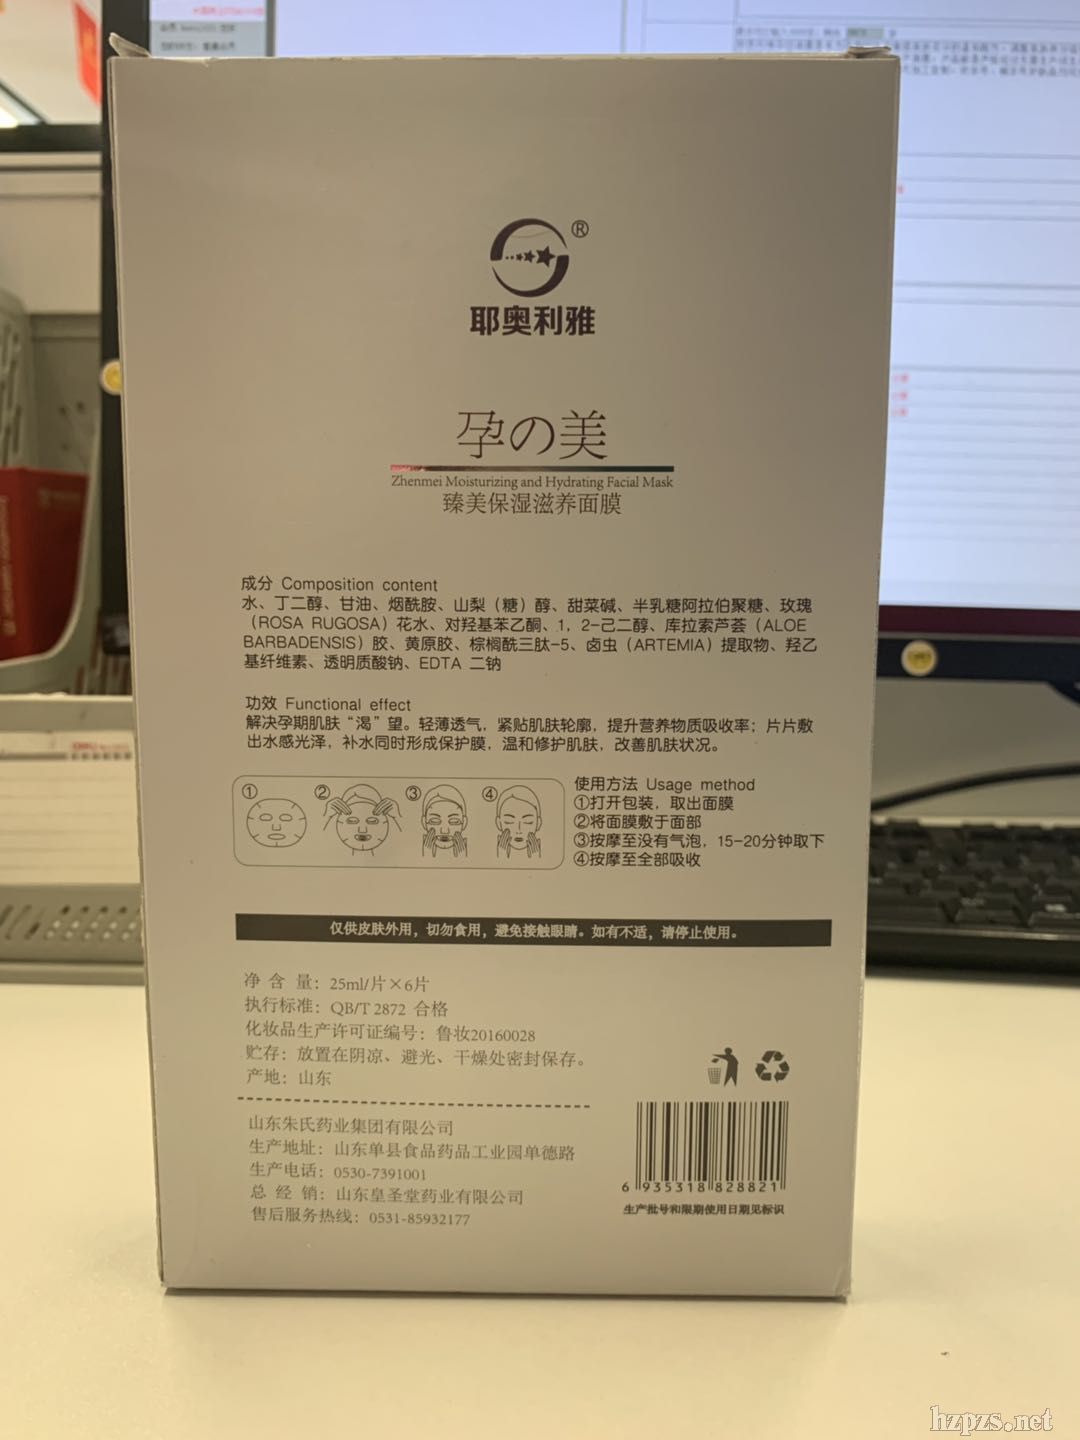 ®
耶奥利雅
孕の美
Zhenmei Moisturizing and Hydrating Facial Mask
臻美保湿滋养面膜
成分 Composition content
水、丁二醇、甘油、烟酰胺、山梨（糖）醇、甜菜碱、半乳糖阿拉伯聚糖、玫瑰
（ROSA RUGOSA）花水、对羟基苯乙酮、1，2-己二醇、库拉索芦荟（ALOE
BARBADENSIS）胶、黄原胶、棕榈酰三肽-5、卤虫（ARTEMIA）提取物、羟乙
基纤维素、透明质酸钠、EDTA 二钠
功效 Functional effect
解决孕期肌肤“渴”望。轻薄透气，紧贴肌肤轮廓，提升营养物质吸收率；片片敷
出水感光泽，补水同时形成保护膜，温和修护肌肤，改善肌肤状况。
① ② ③ ④
使用方法 Usage method
①打开包装，取出面膜
②将面膜敷于面部
③按摩至没有气泡，15-20分钟取下
④按摩至全部吸收
仅供皮肤外用，切勿食用，避免接触眼睛。如有不适，请停止使用。
净 含 量：25ml/片×6片
执行标准：QB/T 2872 合格
化妆品生产许可证编号：鲁妆20160028
贮存：放置在阴凉、避光、干燥处密封保存。
产地：山东
山东朱氏药业集团有限公司
生产地址：山东单县食品药品工业园单德路
生产电话：0530-7391001
总 经 销：山东皇圣堂药业有限公司
售后服务热线：0531-85932177
6 935318 828821
生产批号和限期使用日期见标识
hzpzs.net